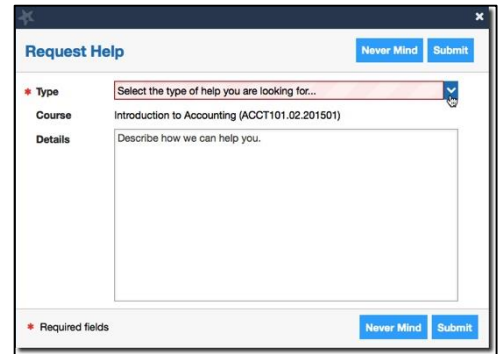 Request Help
Never Mind
Submit
* Type
Select the type of help you are looking for...
Course
Introduction to Accounting (ACCT101.02.201501)
Details
Describe how we can help you.
* Required fields
Never Mind
Submit